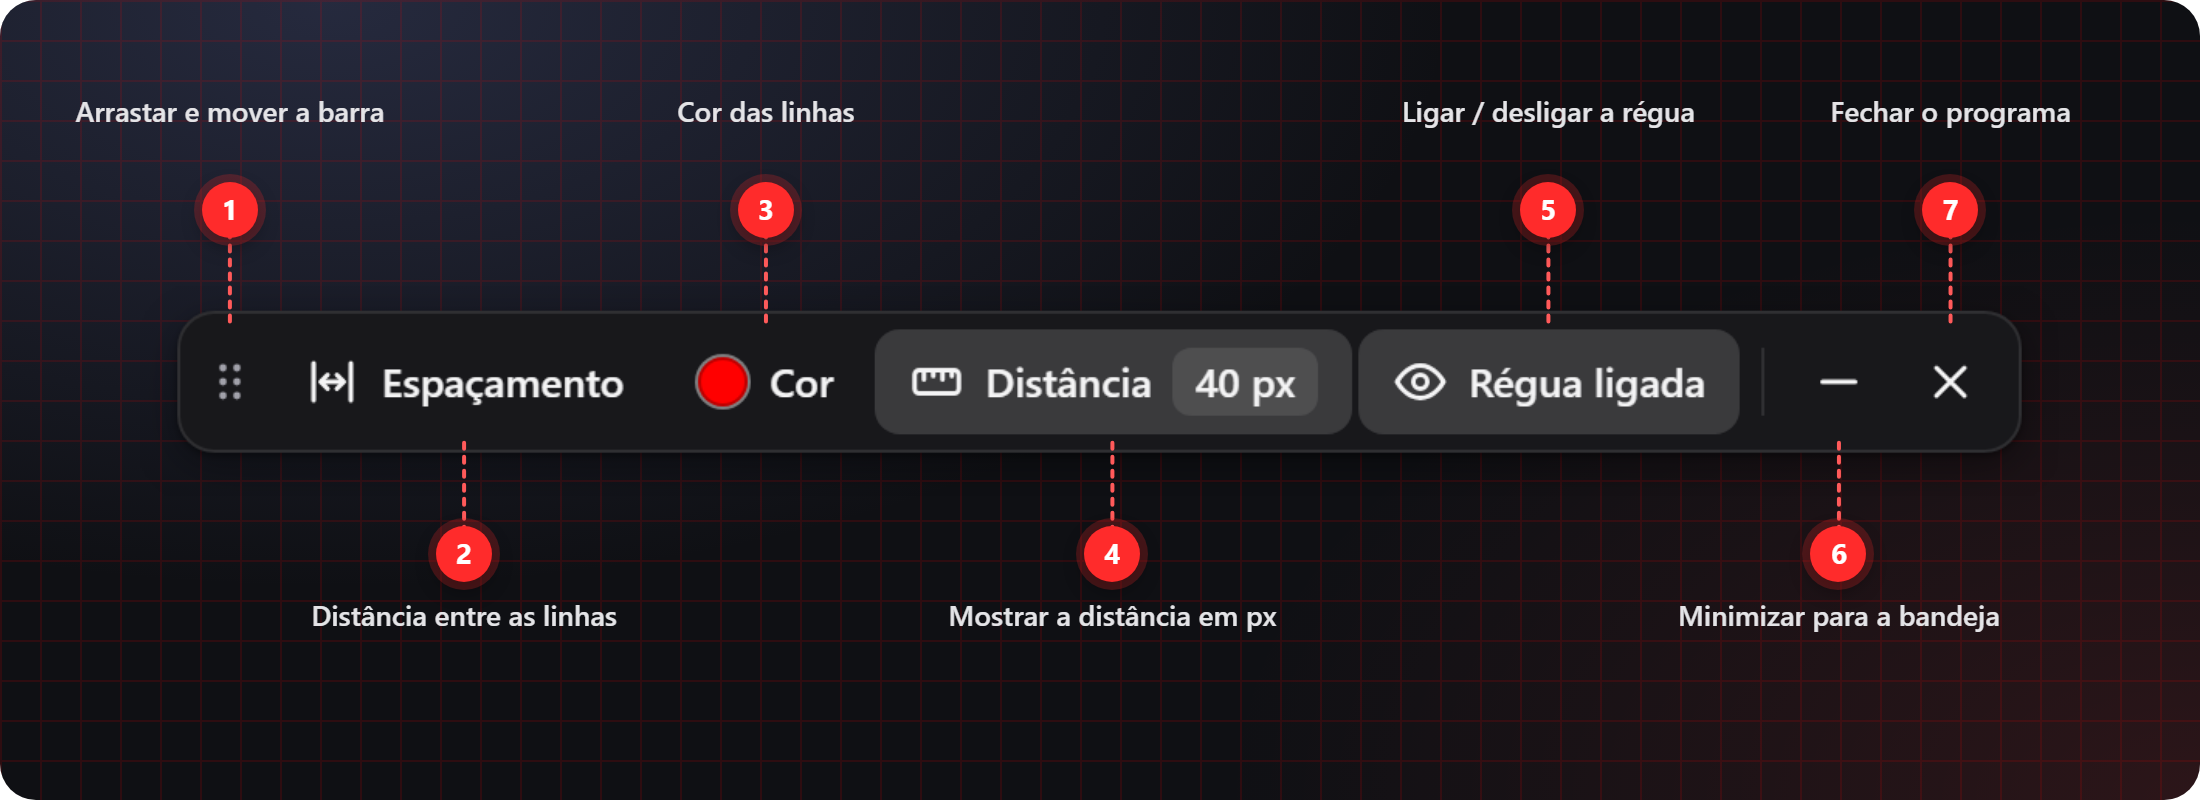 Arrastar e mover a barra
Cor das linhas
Ligar / desligar a régua
Fechar o programa
1
3
5
7
Espaçamento
Cor
Distância
40 px
Régua ligada
2
4
6
Distância entre as linhas
Mostrar a distância em px
Minimizar para a bandeja